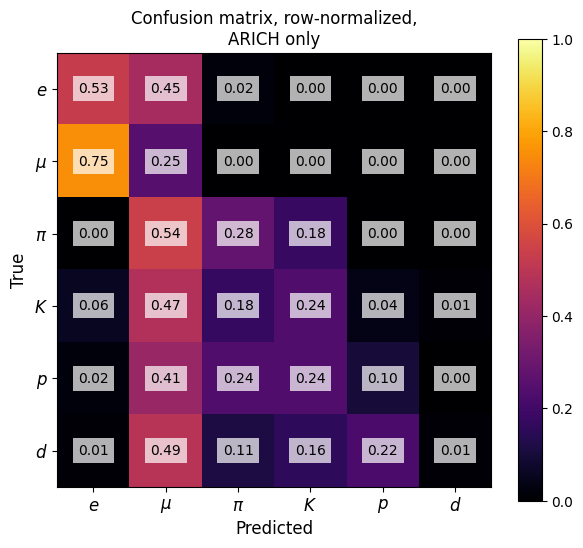 Confusion matrix, row-normalized,
ARICH only
1.0
0.8
0.6
0.4
0.2
0.0
True
e 0.53 0.45 0.02 0.00 0.00 0.00
μ 0.75 0.25 0.00 0.00 0.00 0.00
π 0.00 0.54 0.28 0.18 0.00 0.00
K 0.06 0.47 0.18 0.24 0.04 0.01
p 0.02 0.41 0.24 0.24 0.10 0.00
d 0.01 0.49 0.11 0.16 0.22 0.01
e μ π K p d
Predicted